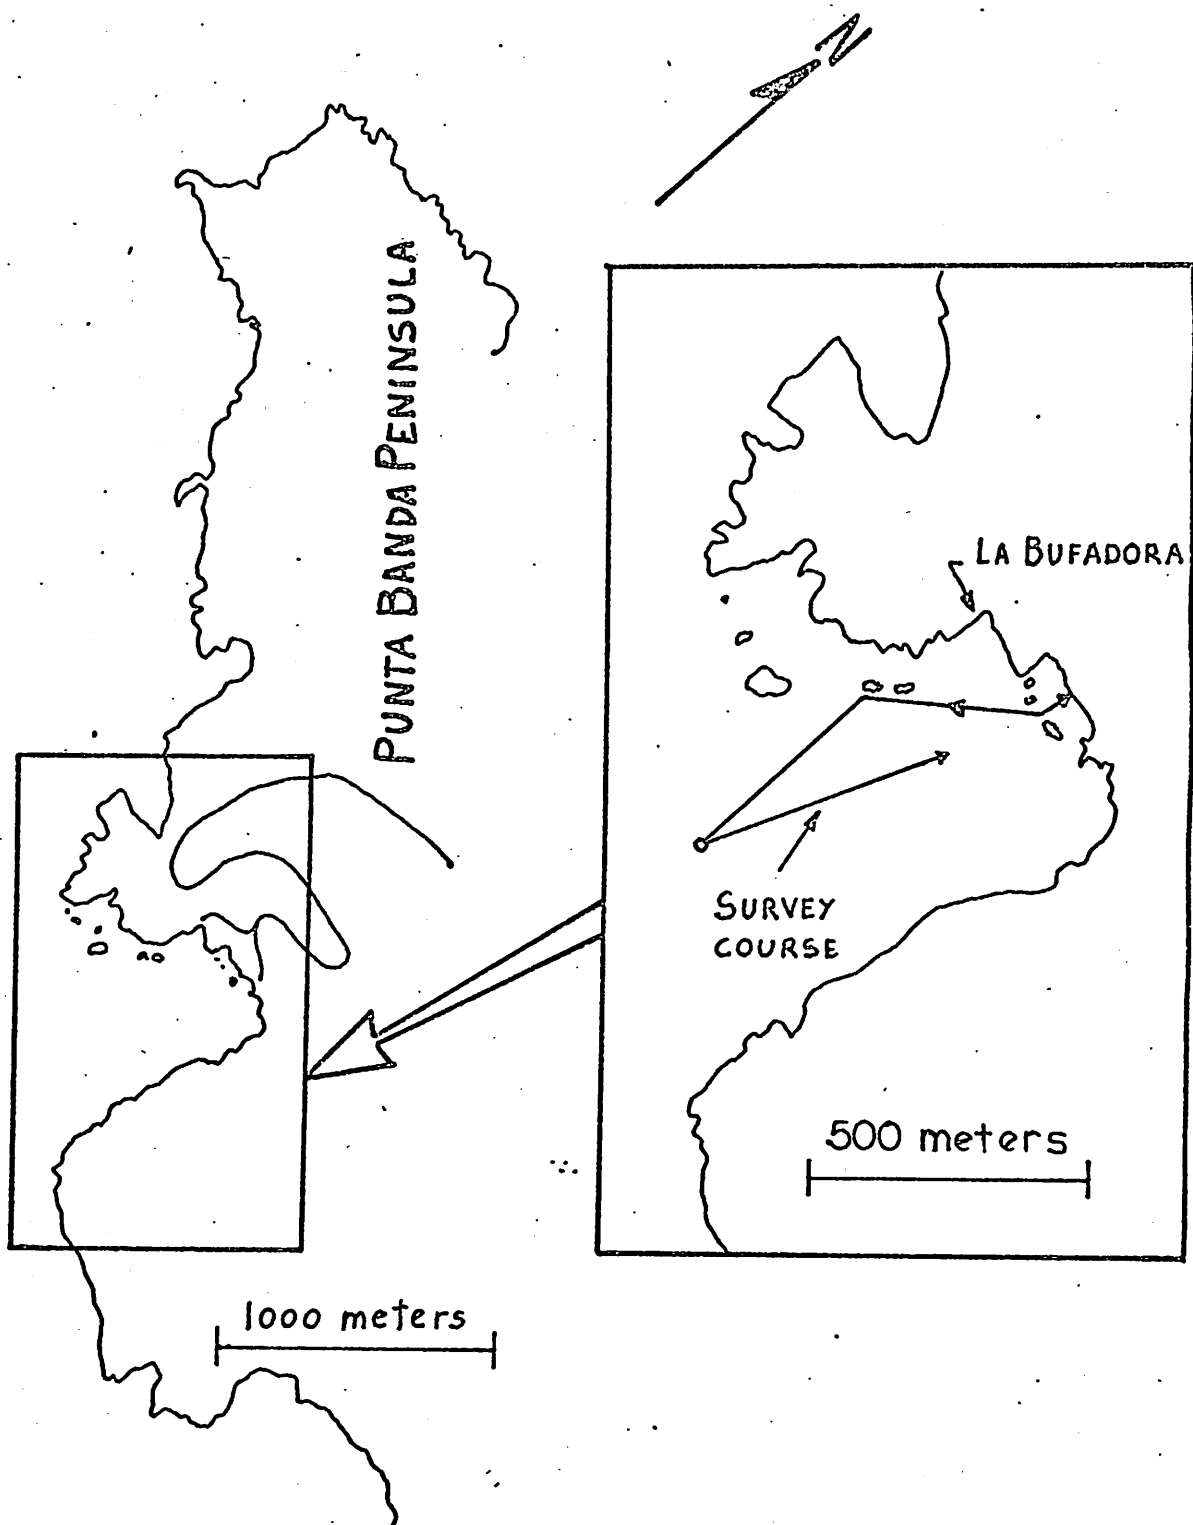 N
PUNTA BANDA PENINSULA
LA BUFADORA
SURVEY
COURSE
500 meters
1000 meters